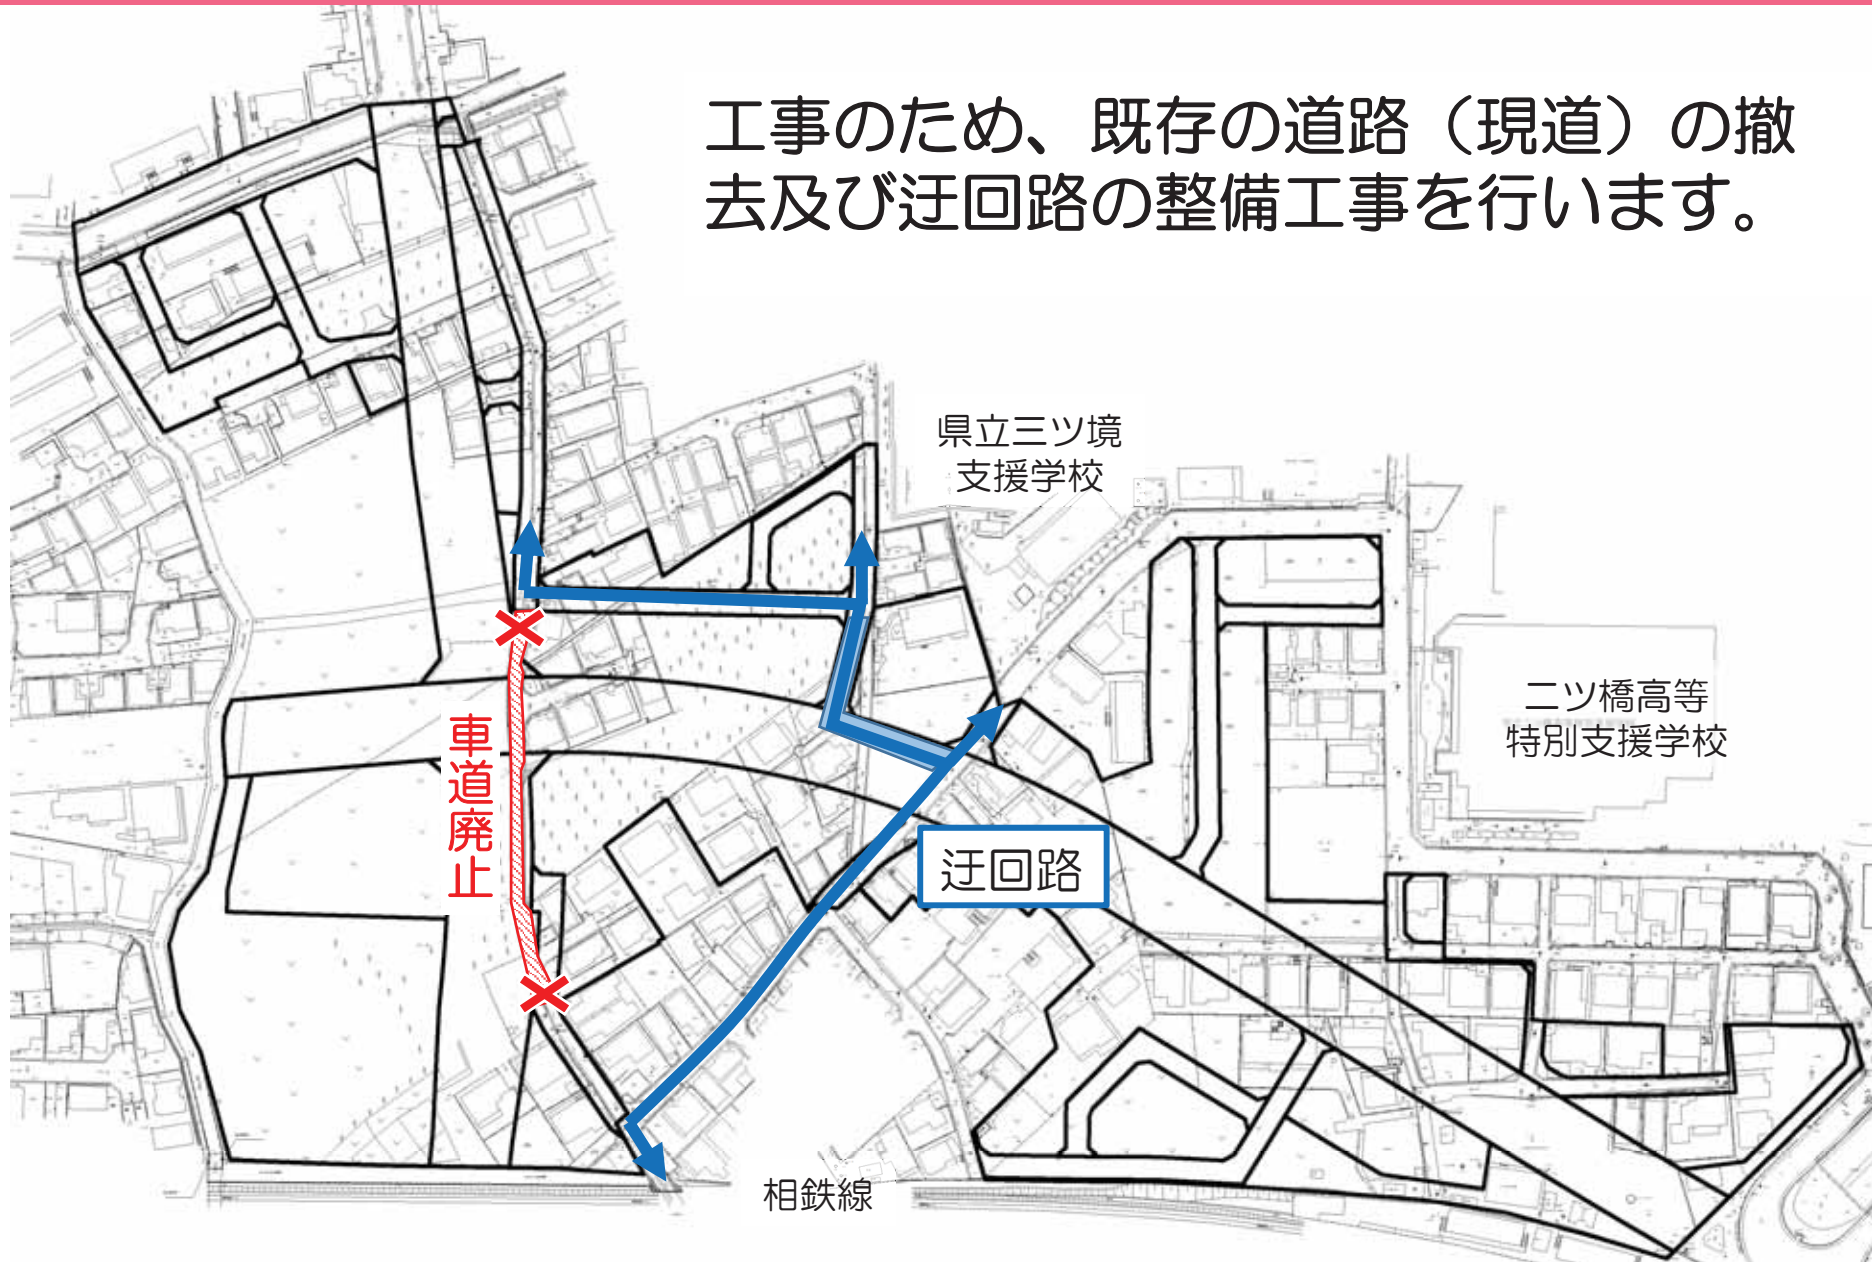 工事のため、既存の道路（現道）の撤
去及び迂回路の整備工事を行います。
県立三ツ境
支援学校
二ツ橋高等
特別支援学校
車道廃止
迂回路
相鉄線